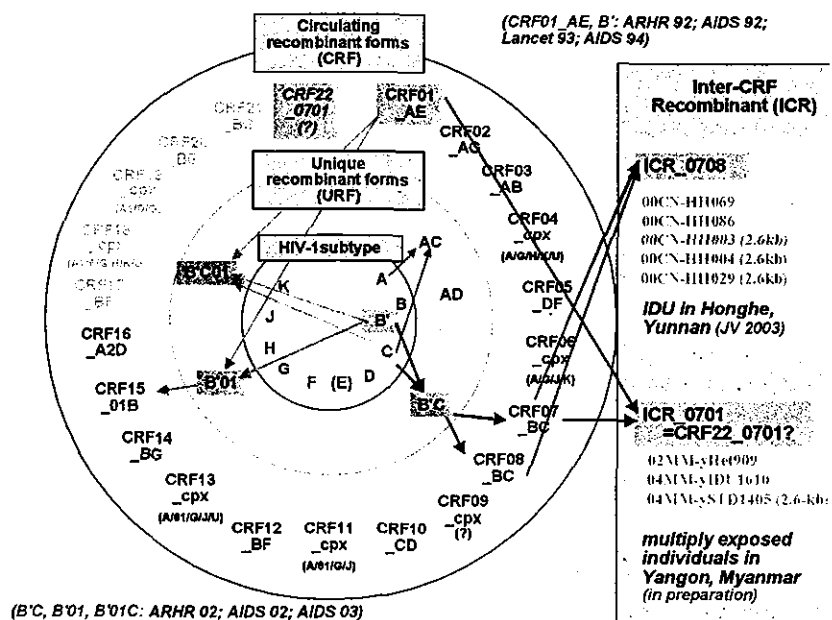 Circulating
recombinant forms
(CRF)
(CRF01_AE, B': ARHR 92; AIDS 92;
Lancet 93; AIDS 94)
CRF22
_0701
(?)
CRF01
_AE
CRF02
_AG
CRF03
_AB
CRF04
_cpx
CRF05
_DF
CRF06
_cpx
(A/G/J/K)
CRF07
_BC
CRF08
_BC
CRF09
_cpx
(?)
CRF10
_CD
CRF11
_cpx
(A/01/G/J)
CRF12
_BF
CRF13
_cpx
(A/01/G/J/U)
CRF14
_BG
CRF15
_01B
CRF16
_A2D
_BF
_cpx
_BG
Unique
recombinant forms
(URF)
AC
AD
B'C
B'01
B'C01
HIV-1subtype
A
B
B'
C
D
(E)
F
G
H
J
K
Inter-CRF
Recombinant (ICR)
ICR_0708
00CN-HH069
00CN-HH086
00CN-HH003 (2.6kb)
00CN-HH004 (2.6kb)
00CN-HH029 (2.6kb)
IDU in Honghe,
Yunnan (JV 2003)
ICR_0701
=CRF22_0701?
multiply exposed
individuals in
Yangon, Myanmar
(in preparation)
(B'C, B'01, B'01C: ARHR 02; AIDS 02; AIDS 03)